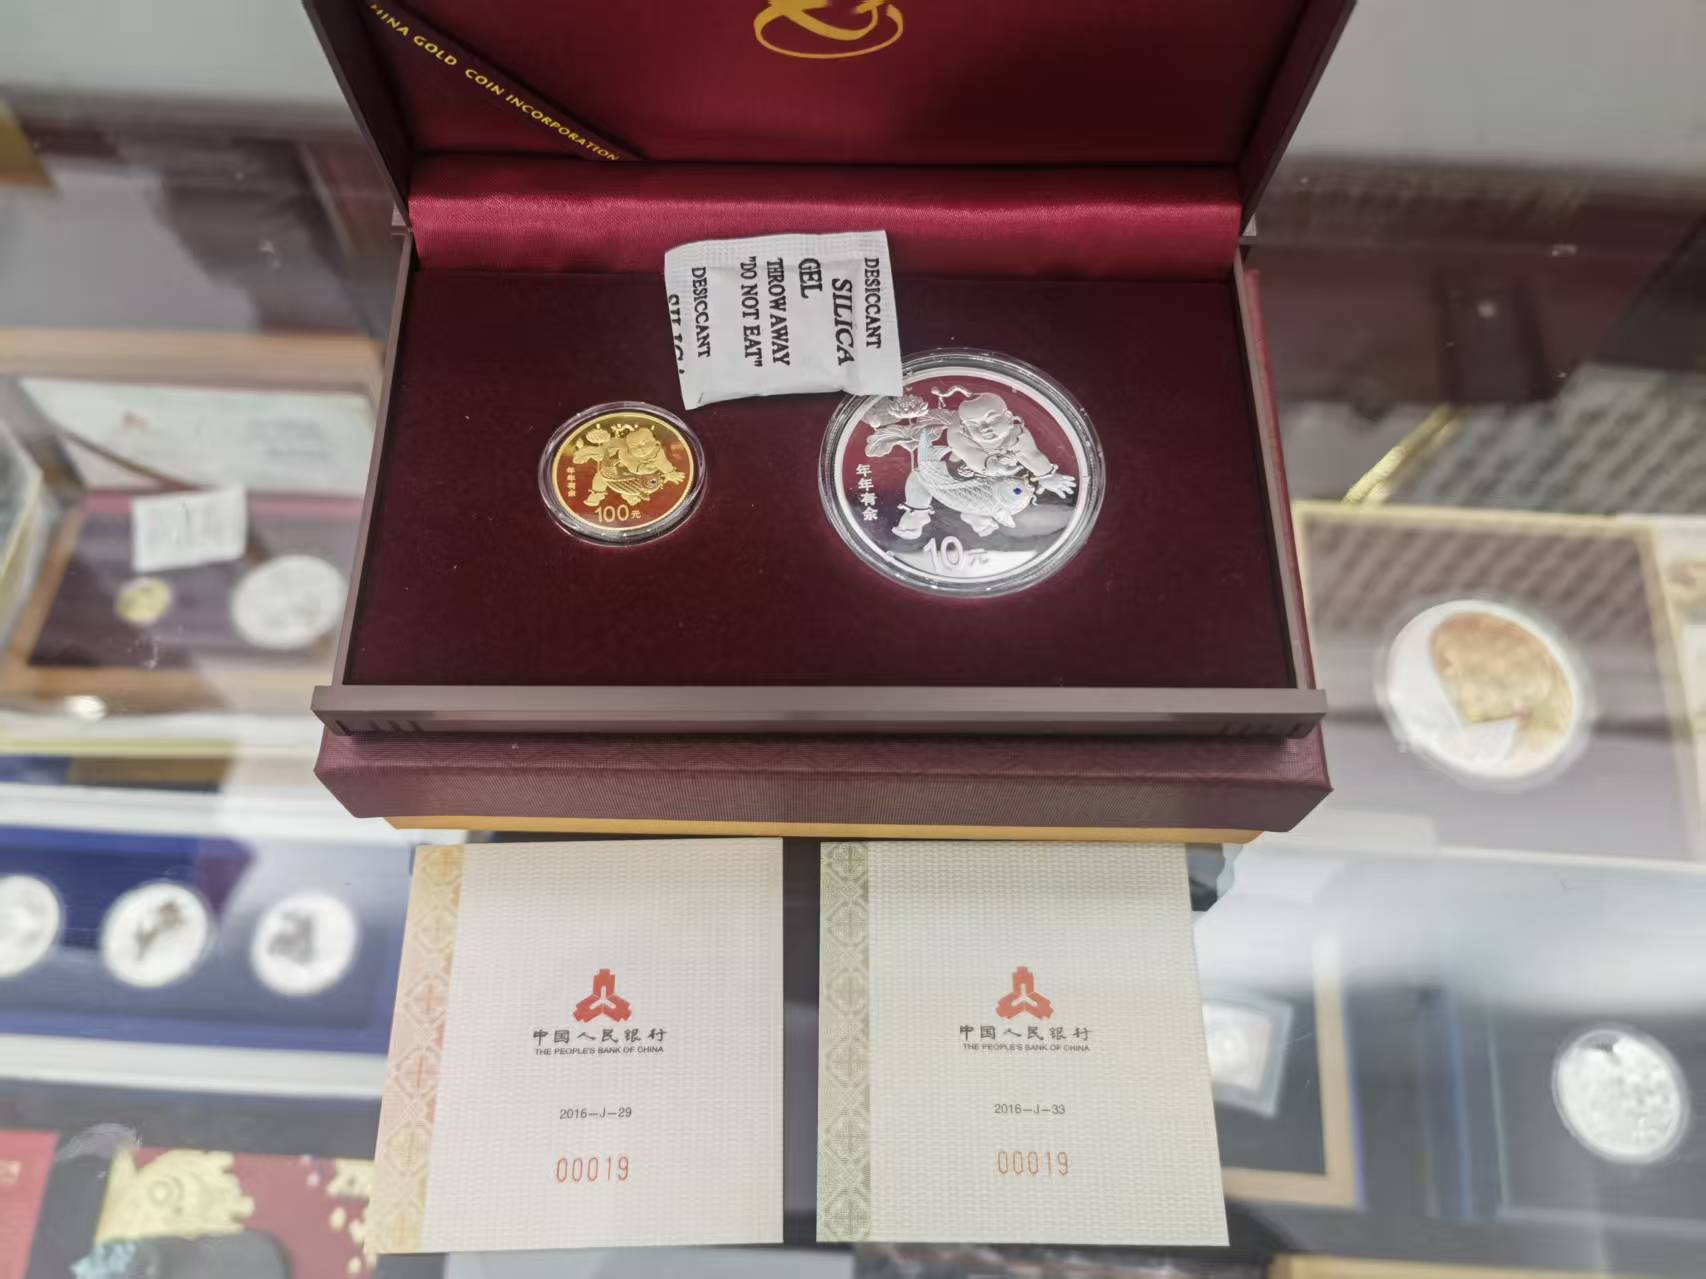 HINA GOLD COIN INCORPORATION
DESICCANT
SILICA
GEL
THROW AWAY
"DO NOT EAT"
DESICCANT
年年有余
100元
年年有余
10元
中国人民银行
THE PEOPLE'S BANK OF CHINA
2016-J-29
00019
中国人民银行
THE PEOPLE'S BANK OF CHINA
2016-J-33
00019